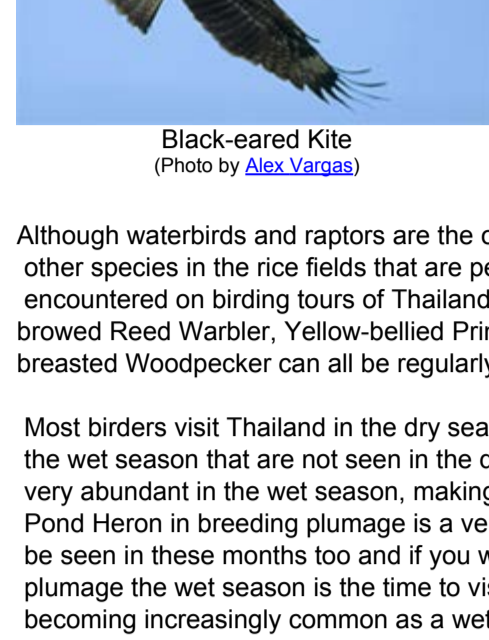 Black-eared Kite
(Photo by Alex Vargas)
Although waterbirds and raptors are the
other species in the rice fields that are
encountered on birding tours of Thailand
browed Reed Warbler, Yellow-bellied
breasted Woodpecker can all be regularly
Most birders visit Thailand in the dry
the wet season that are not seen in the
very abundant in the wet season, making
Pond Heron in breeding plumage is a
be seen in these months too and if you
plumage the wet season is the time to
becoming increasingly common as a wet